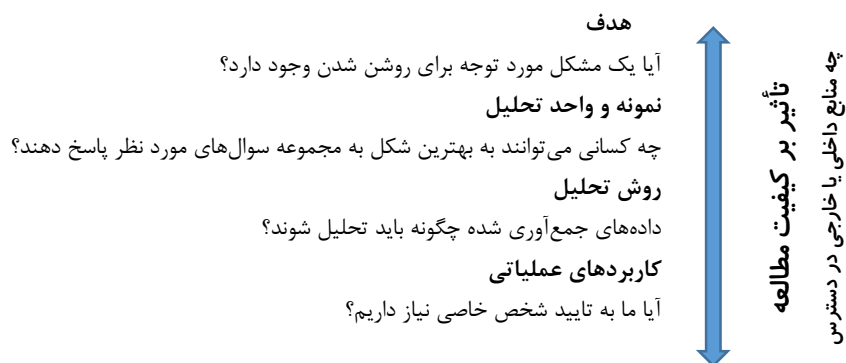 هدف
آیا یک مشکل مورد توجه برای روشن شدن وجود دارد؟
نمونه و واحد تحلیل
چه کسانی می‌توانند به بهترین شکل به مجموعه سوال‌های مورد نظر پاسخ دهند؟
روش تحلیل
داده‌های جمع‌آوری شده چگونه باید تحلیل شوند؟
کاربردهای عملیاتی
آیا ما به تایید شخص خاصی نیاز داریم؟
تأثیر بر کیفیت مطالعه
چه منابع داخلی یا خارجی در دسترس